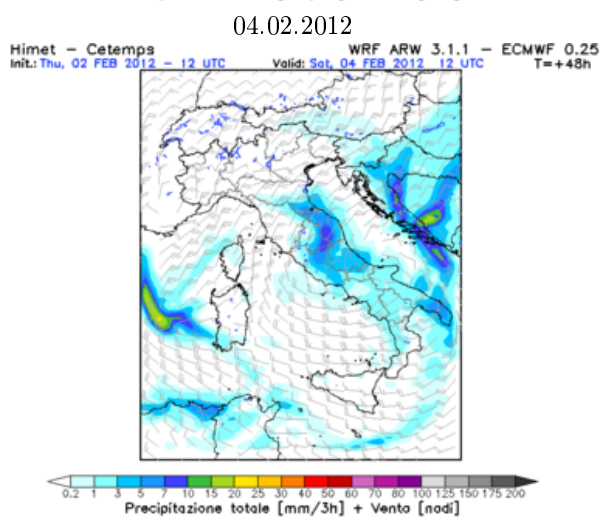 04.02.2012
Himet - Cetemps WRF ARW 3.1.1 - ECMWF 0.25
Init.: Thu, 02 FEB 2012 - 12 UTC Valid: Sat, 04 FEB 2012 12 UTC T=+48h
0.2 1 3 5 7 10 15 20 25 30 40 50 60 70 80 100 125 150 175 200
Precipitazione totale [mm/3h] + Vento [nodi]